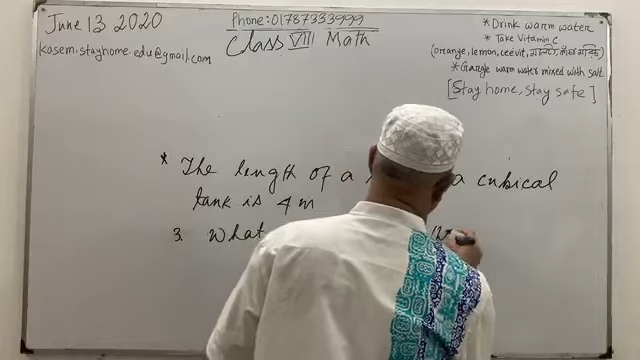 June 13 2020
Phone: 01787333999
kasem.stayhome.edu@gmail.com
Class VIII Math
* Drink warm water
* Take Vitamin C
(orange, lemon, ceevit,
* Gargle warm water mixed with salt
[Stay home, stay safe]
* The length of a a cubical
tank is 4 m
3. What